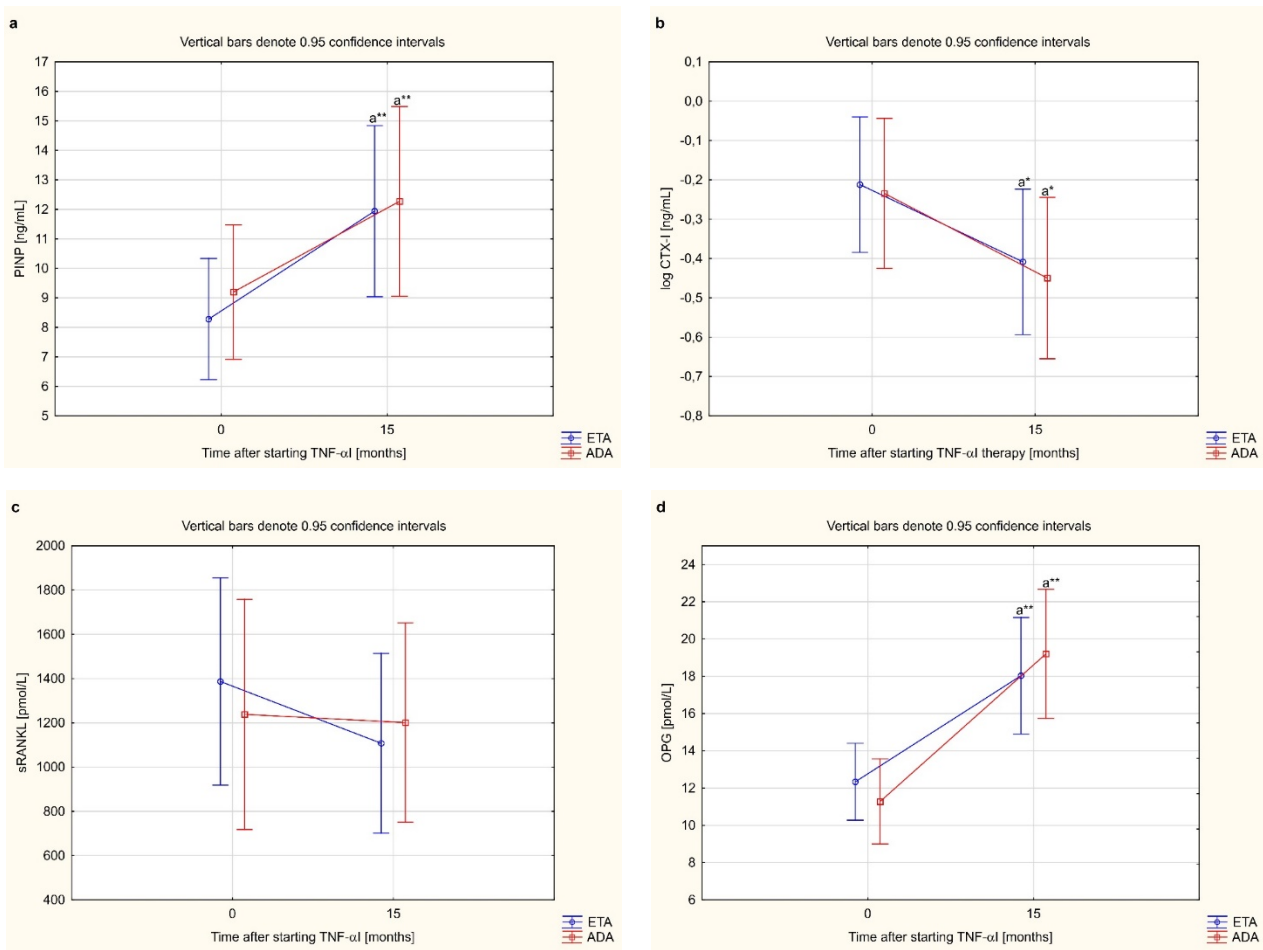 a
Vertical bars denote 0.95 confidence intervals
17
16
15
14
13
12
11
10
9
8
7
6
5
PINP [ng/mL]
a**
a**
0
15
Time after starting TNF-αI [months]
ETA
ADA
b
Vertical bars denote 0.95 confidence intervals
0,1
0,0
-0,1
-0,2
-0,3
-0,4
-0,5
-0,6
-0,7
-0,8
log CTX-I [ng/mL]
a*
a*
0
15
Time after starting TNF-αI therapy [months]
ETA
ADA
c
Vertical bars denote 0.95 confidence intervals
2000
1800
1600
1400
1200
1000
800
600
400
sRANKL [pmol/L]
0
15
Time after starting TNF-αI [months]
ETA
ADA
d
Vertical bars denote 0.95 confidence intervals
24
22
20
18
16
14
12
10
8
6
OPG [pmol/L]
a**
a**
0
15
Time after starting TNF-αI [months]
ETA
ADA